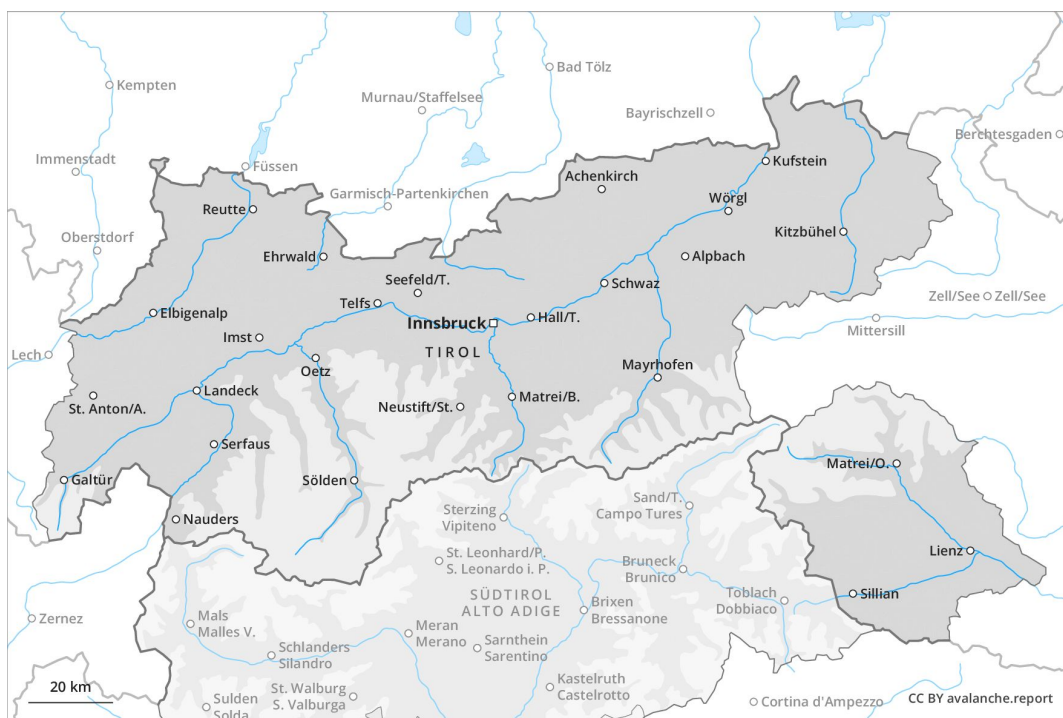 Kempten
Bad Tölz
Murnau/Staffelsee
Bayrischzell
Berchtesgaden
Immenstadt
Füssen
Kufstein
Achenkirch
Garmisch-Partenkirchen
Reutte
Wörgl
Oberstdorf
Kitzbühel
Ehrwald
Alpbach
Seefeld/T.
Schwaz
Zell/See
Zell/See
Telfs
Elbigenalp
Hall/T.
Innsbruck
Mittersill
Imst
TIROL
Lech
Oetz
Mayrhofen
Landeck
St. Anton/A.
Neustift/St.
Matrei/B.
Serfaus
Matrei/O.
Galtür
Sölden
Sand/T.
Campo Tures
Sterzing
Vipiteno
Nauders
Lienz
St. Leonhard/P.
S. Leonardo i. P.
Bruneck
Brunico
SÜDTIROL
ALTO ADIGE
Sillian
Toblach
Dobbiaco
Brixen
Bressanone
Zernez
Mals
Malles V.
Meran
Merano
Sarnthein
Sarentino
Schlanders
Silandro
Kastelruth
Castelrotto
20 km
St. Walburg
S. Valburga
Sulden
Solda
Cortina d'Ampezzo
CC BY avalanche.report